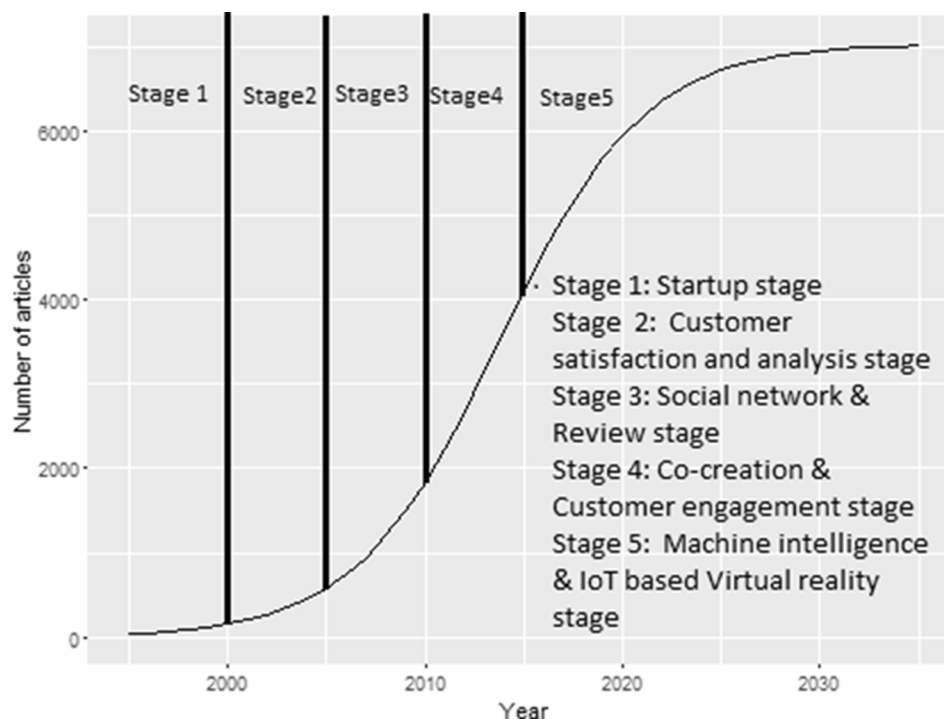 Stage 1 Stage2 Stage3 Stage4 Stage5
6000
4000
2000
0
Number of articles
Stage 1: Startup stage
Stage 2: Customer
satisfaction and analysis stage
Stage 3: Social network &
Review stage
Stage 4: Co-creation &
Customer engagement stage
Stage 5: Machine intelligence
& IoT based Virtual reality
stage
2000 2010 2020 2030
Year